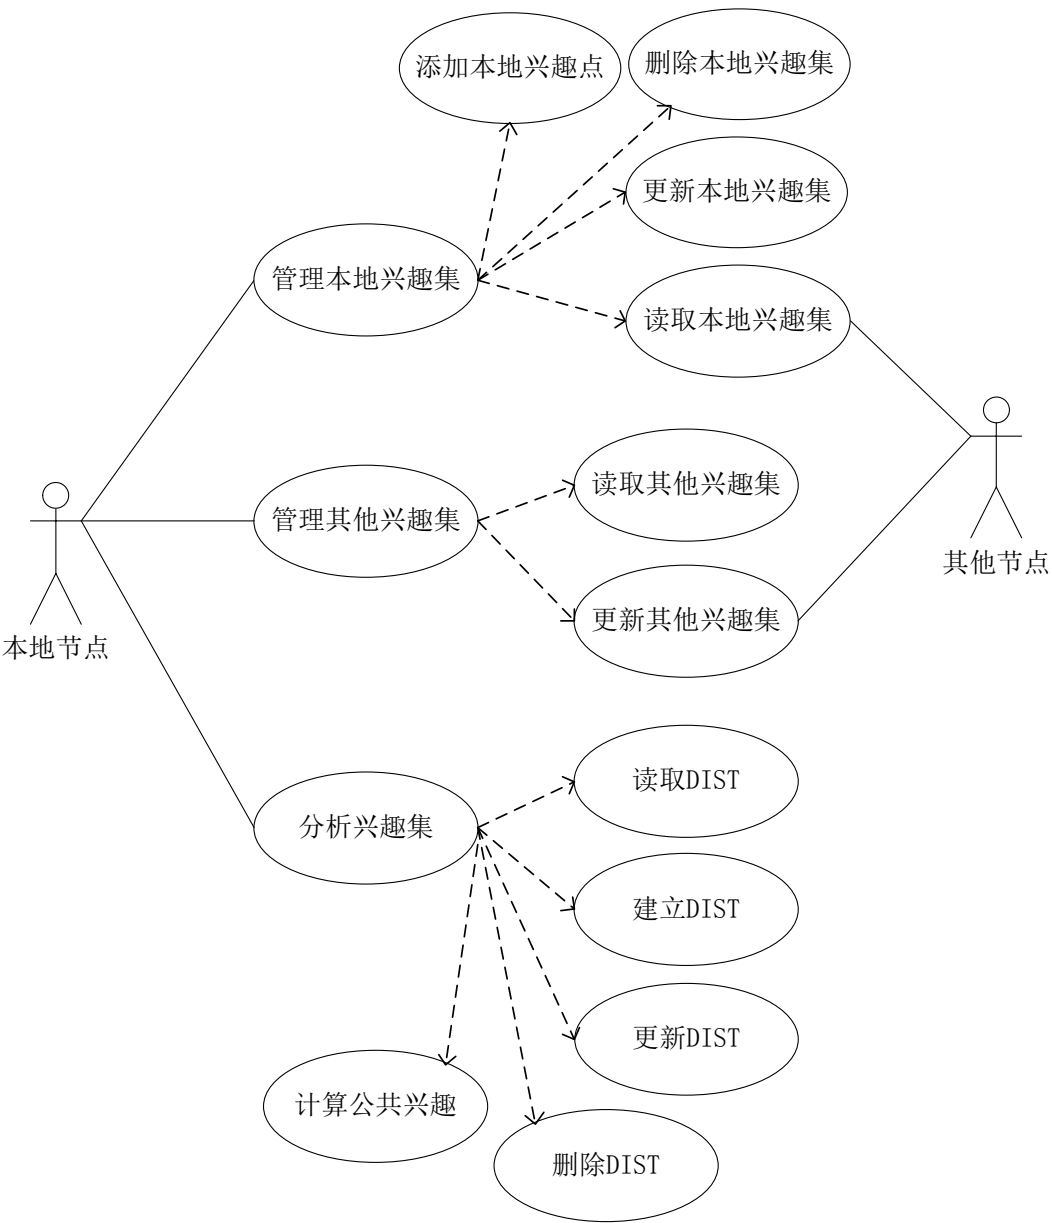 添加本地兴趣点
删除本地兴趣集
更新本地兴趣集
管理本地兴趣集
读取本地兴趣集
读取其他兴趣集
管理其他兴趣集
其他节点
更新其他兴趣集
本地节点
读取DIST
分析兴趣集
建立DIST
更新DIST
计算公共兴趣
删除DIST